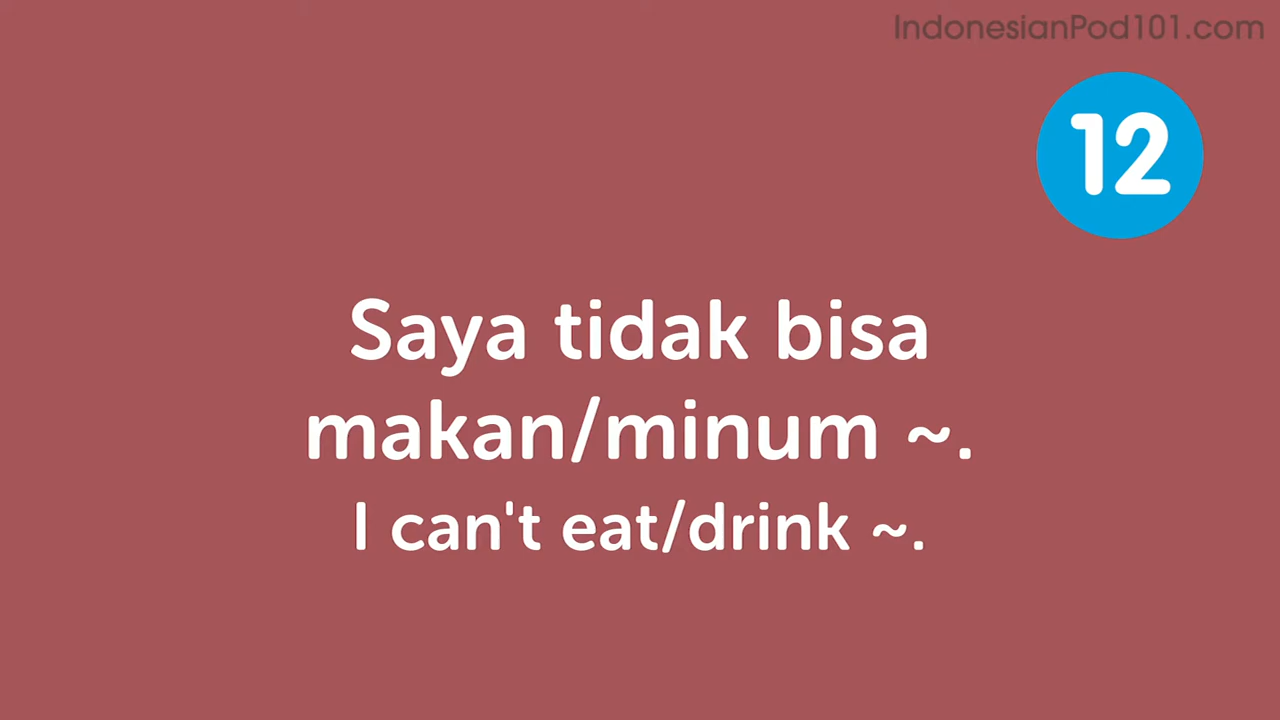 IndonesianPod101.com
12
Saya tidak bisa
makan/minum ~.
I can't eat/drink ~.